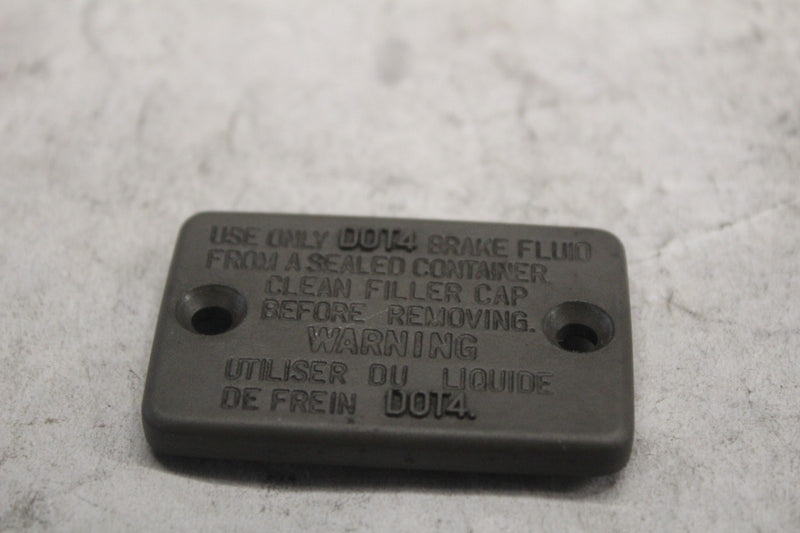 USE ONLY DOT4 BRAKE FLUID
FROM A SEALED CONTAINER
CLEAN FILLER CAP
BEFORE REMOVING.
WARNING
UTILISER DU LIQUIDE
DE FREIN DOT4.